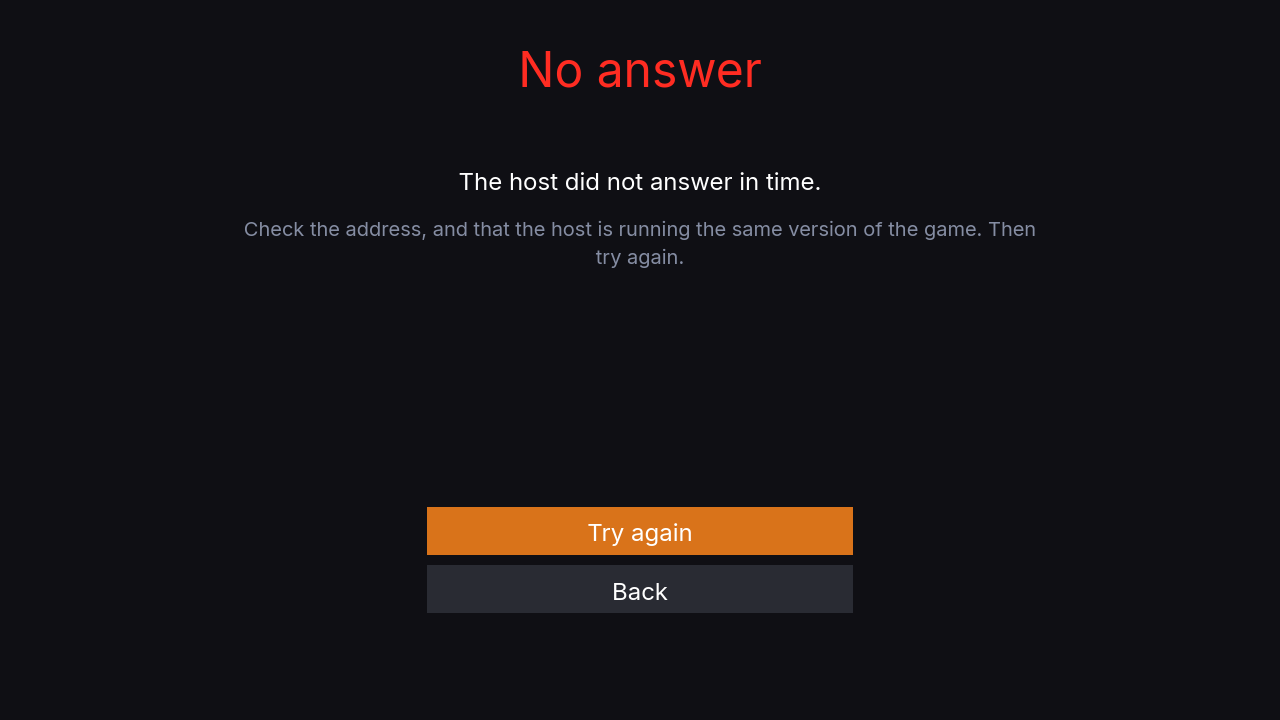 No answer
The host did not answer in time.
Check the address, and that the host is running the same version of the game. Then
try again.
Try again
Back